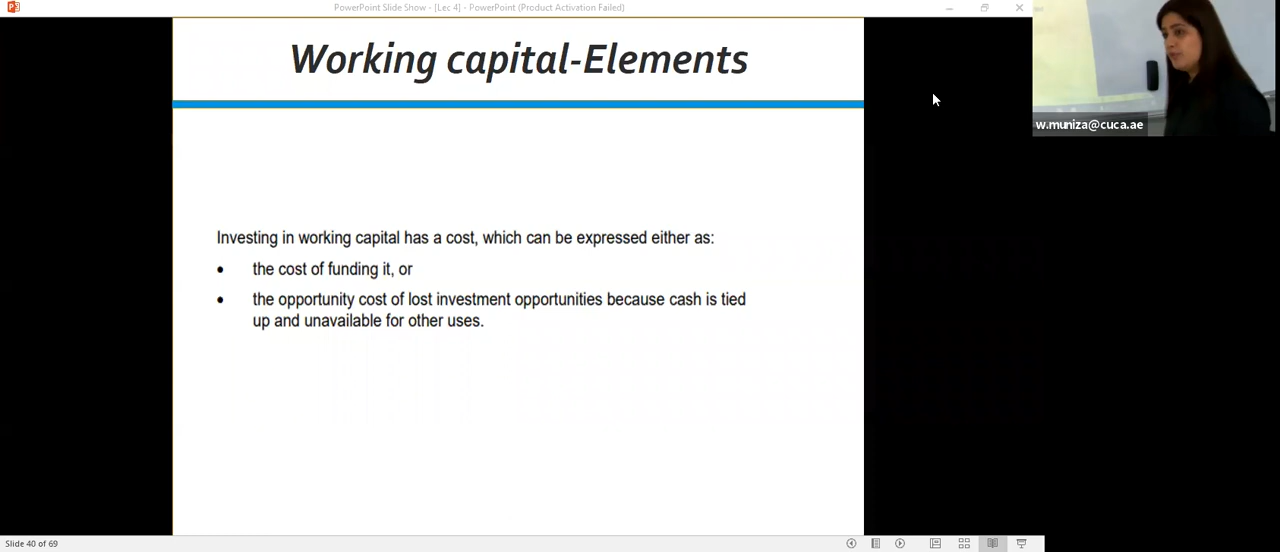 PowerPoint Slide Show - [Lec 4] - PowerPoint (Product Activation Failed)
Working capital-Elements
w.muniza@cuca.ae
Investing in working capital has a cost, which can be expressed either as:
• the cost of funding it, or
• the opportunity cost of lost investment opportunities because cash is tied
up and unavailable for other uses.
Slide 40 of 69